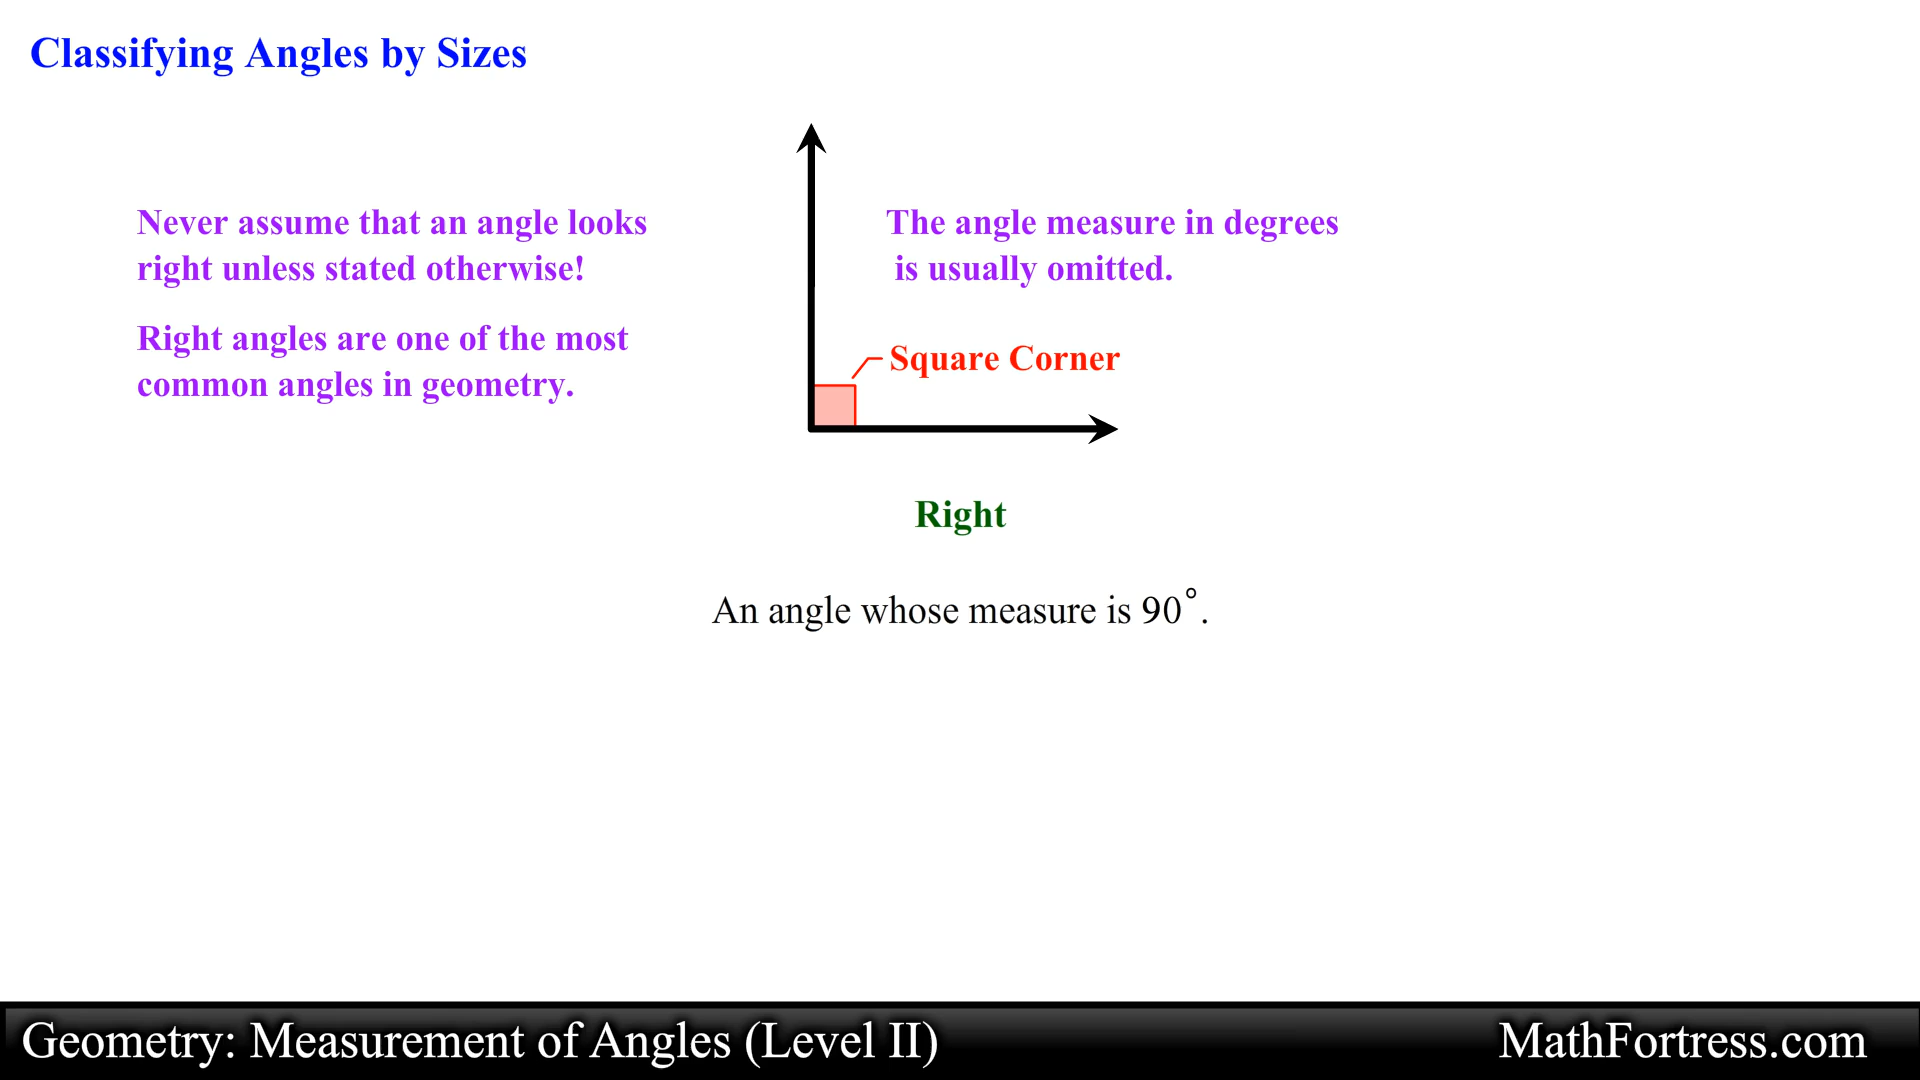 Classifying Angles by Sizes
Never assume that an angle looks
right unless stated otherwise!
Right angles are one of the most
common angles in geometry.
The angle measure in degrees
is usually omitted.
Square Corner
Right
An angle whose measure is 90°.
Geometry: Measurement of Angles (Level II)
MathFortress.com